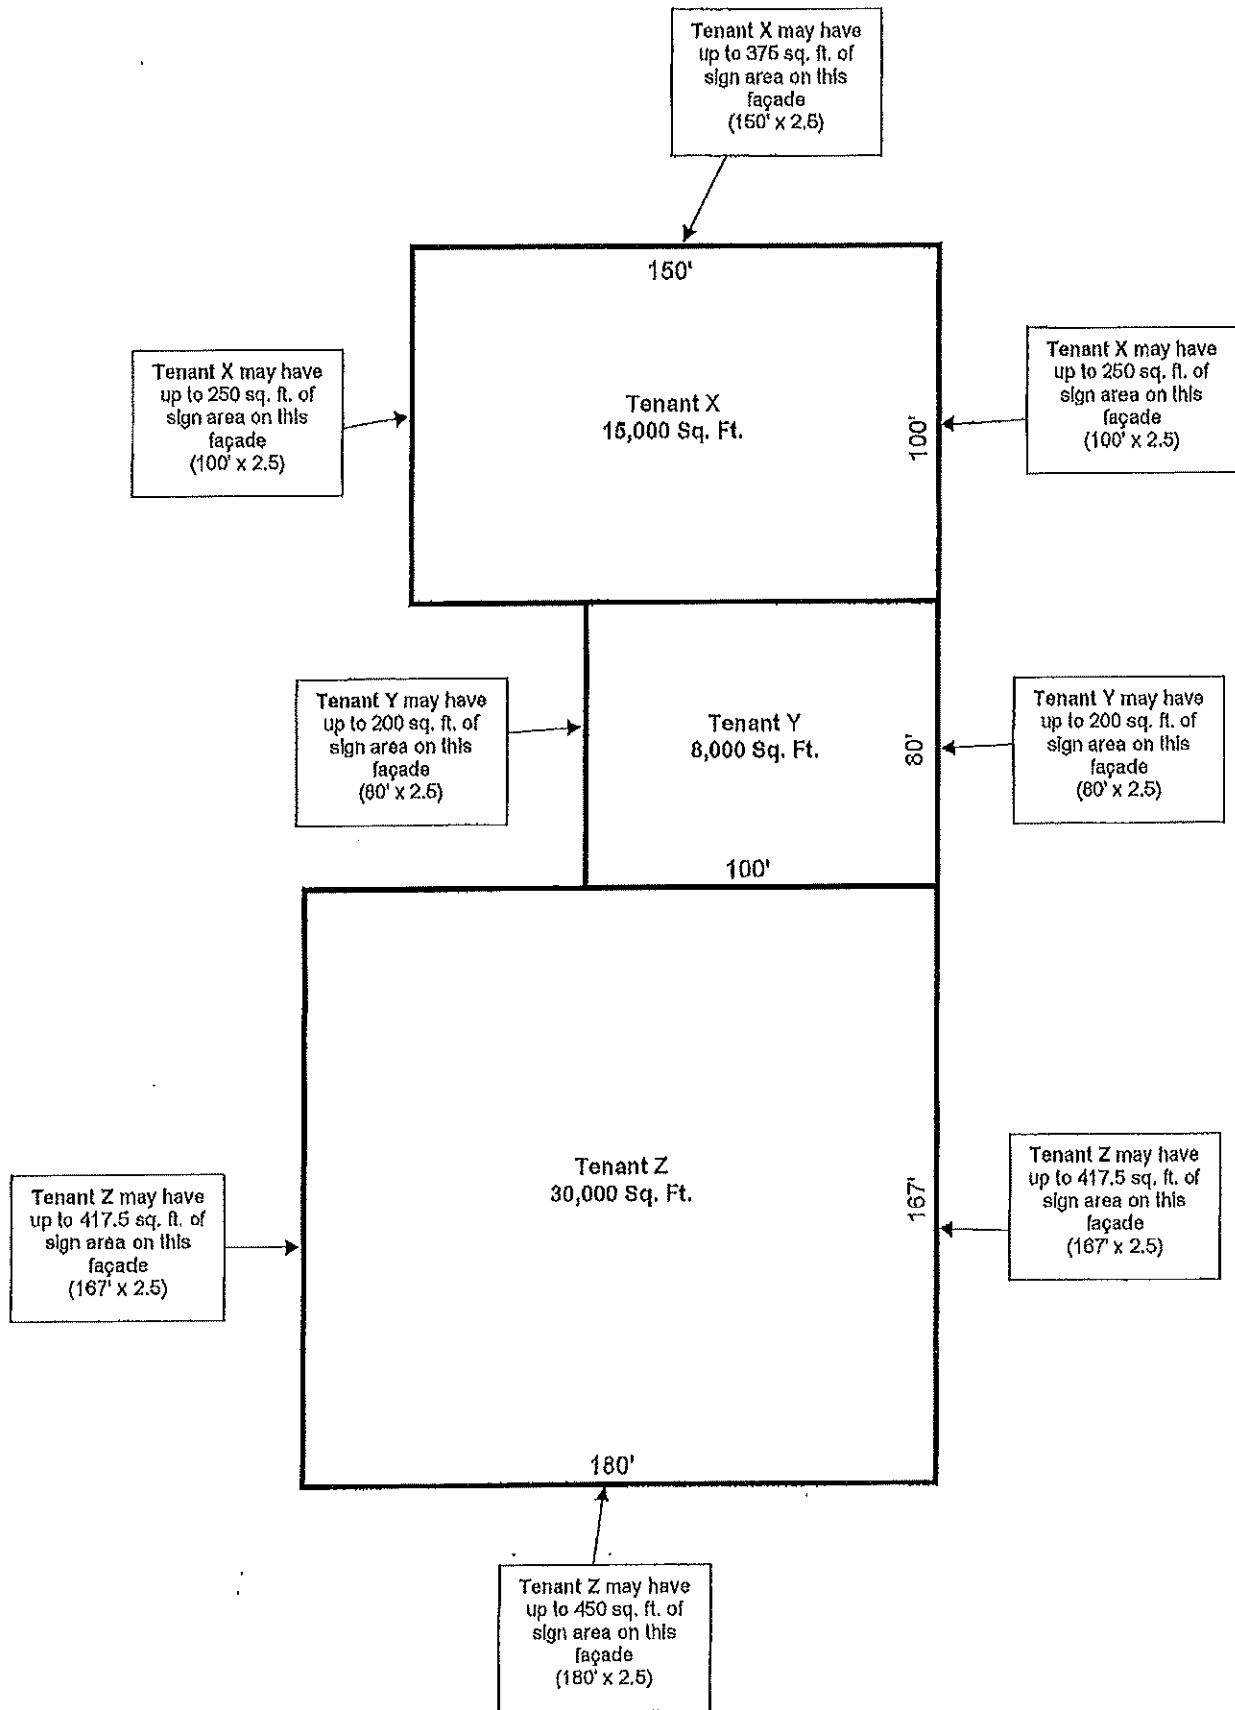 Tenant X may have
up to 375 sq. ft. of
sign area on this
façade
(150' x 2.5)
150'
Tenant X may have
up to 250 sq. ft. of
sign area on this
façade
(100' x 2.5)
Tenant X
15,000 Sq. Ft.
100'
Tenant X may have
up to 250 sq. ft. of
sign area on this
façade
(100' x 2.5)
Tenant Y may have
up to 200 sq. ft. of
sign area on this
façade
(80' x 2.5)
Tenant Y
8,000 Sq. Ft.
80'
Tenant Y may have
up to 200 sq. ft. of
sign area on this
façade
(80' x 2.5)
100'
Tenant Z may have
up to 417.5 sq. ft. of
sign area on this
façade
(167' x 2.5)
Tenant Z
30,000 Sq. Ft.
167'
Tenant Z may have
up to 417.5 sq. ft. of
sign area on this
façade
(167' x 2.5)
180'
Tenant Z may have
up to 450 sq. ft. of
sign area on this
façade
(180' x 2.5)